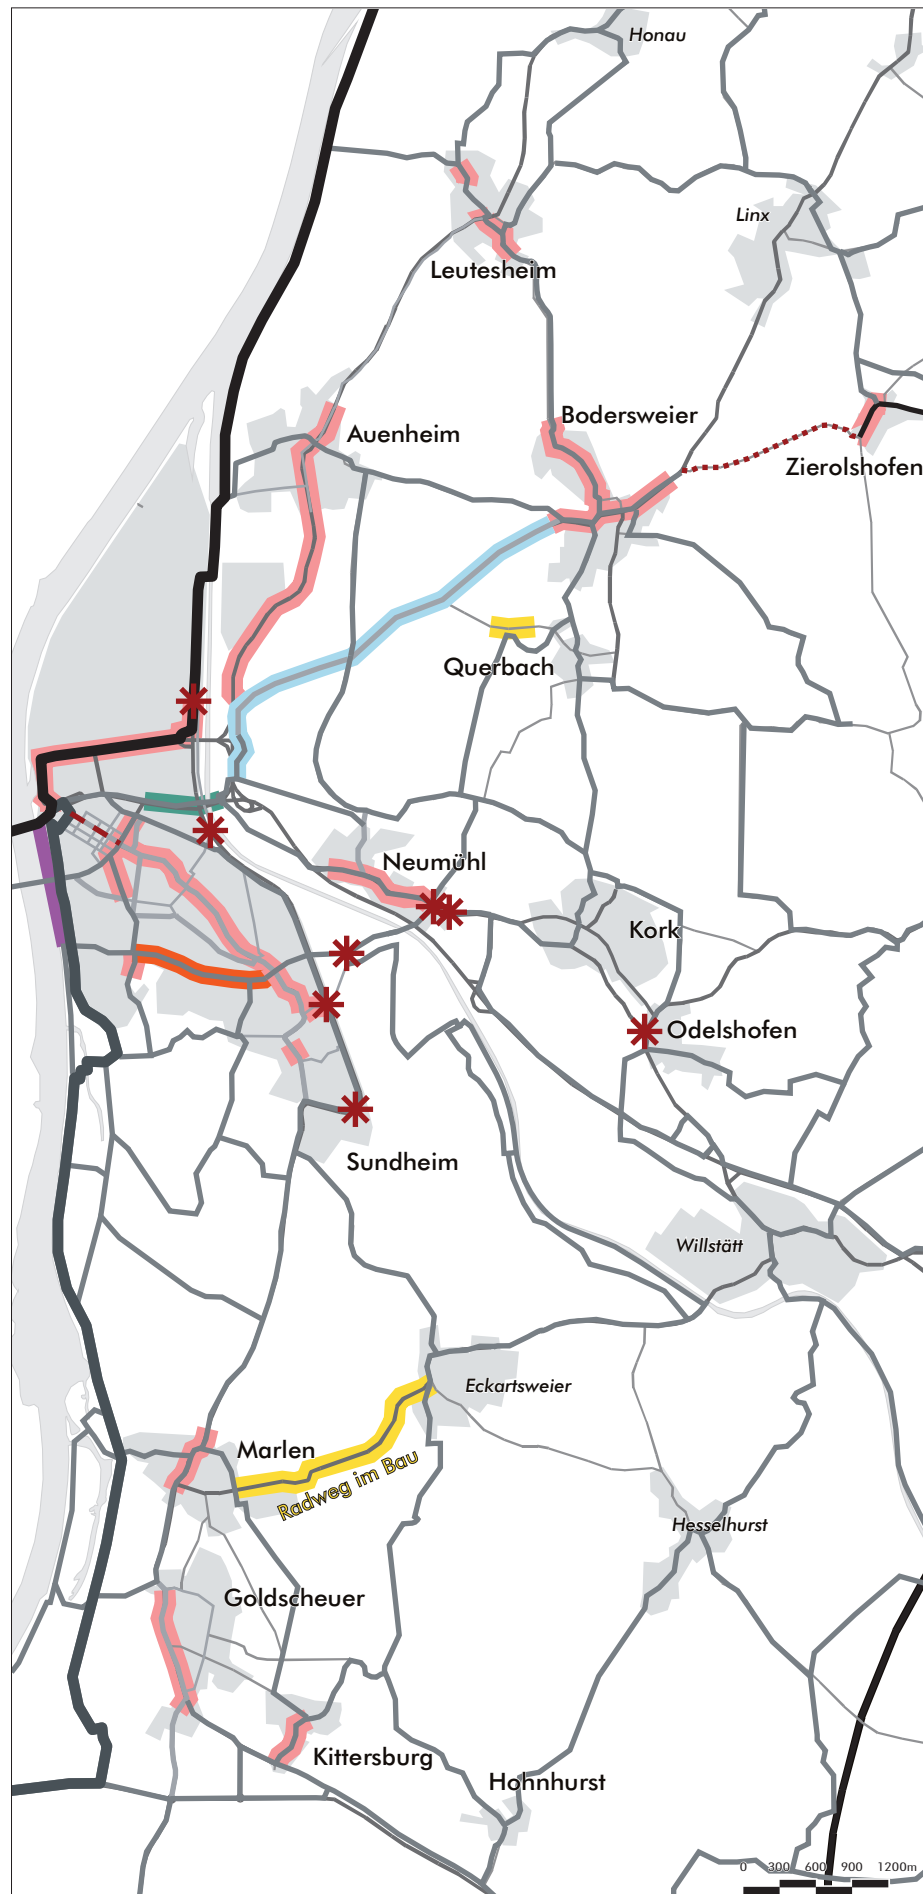 Honau
Linx
Leutesheim
Bodersweier
Auenheim
Zierolshofen
Querbach
Neumühl
Kork
Odelshofen
Sundheim
Willstätt
Eckartsweier
Marlen
Radweg im Bau
Hesselhurst
Goldscheuer
Kittersburg
Hohnhurst
0 300 600 900 1200m